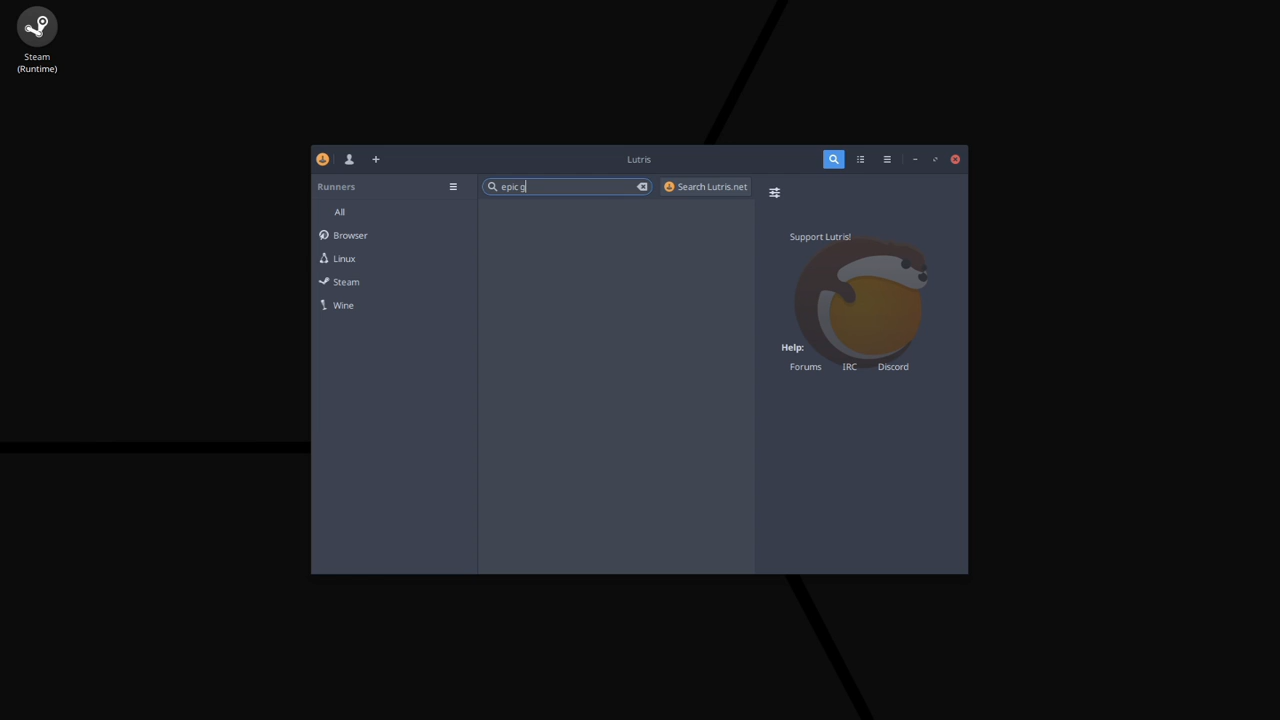 Steam
(Runtime)
Lutris
Runners
epic g
Search Lutris.net
All
Browser
Linux
Steam
Wine
Support Lutris!
Help:
Forums IRC Discord